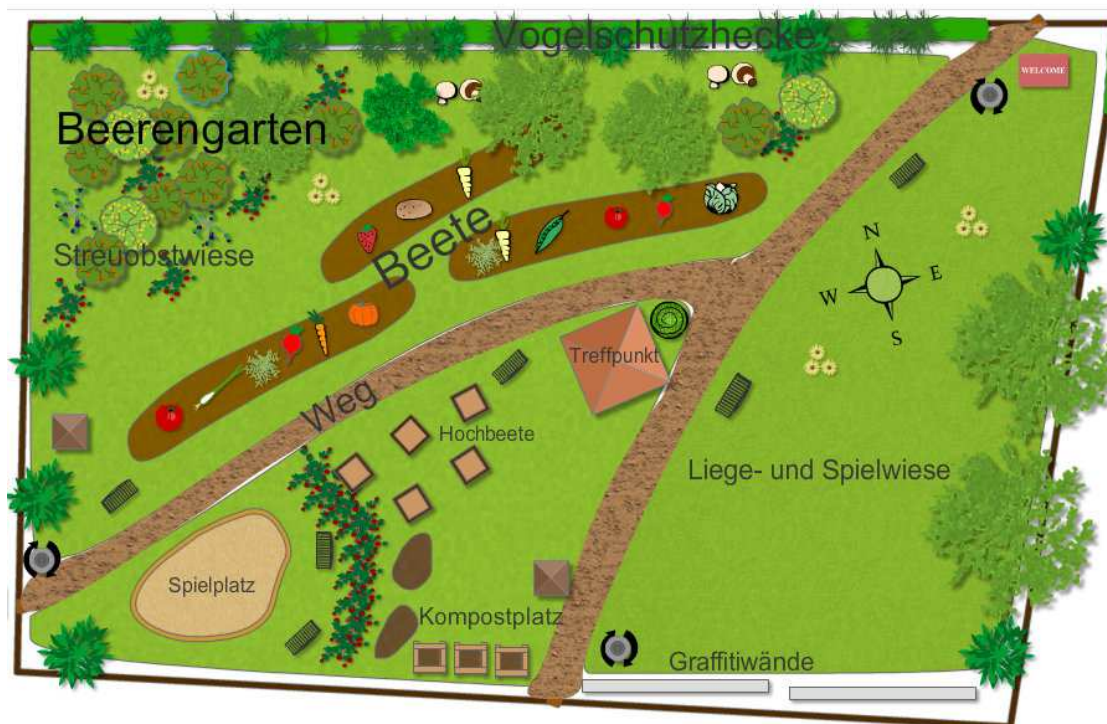 Vogelschutzhecke
WELCOME
Beerengarten
Beete
Streuobstwiese
N
W
E
S
Treffpunkt
Weg
Hochbeete
Liege- und Spielwiese
Spielplatz
Kompostplatz
Graffitiwände